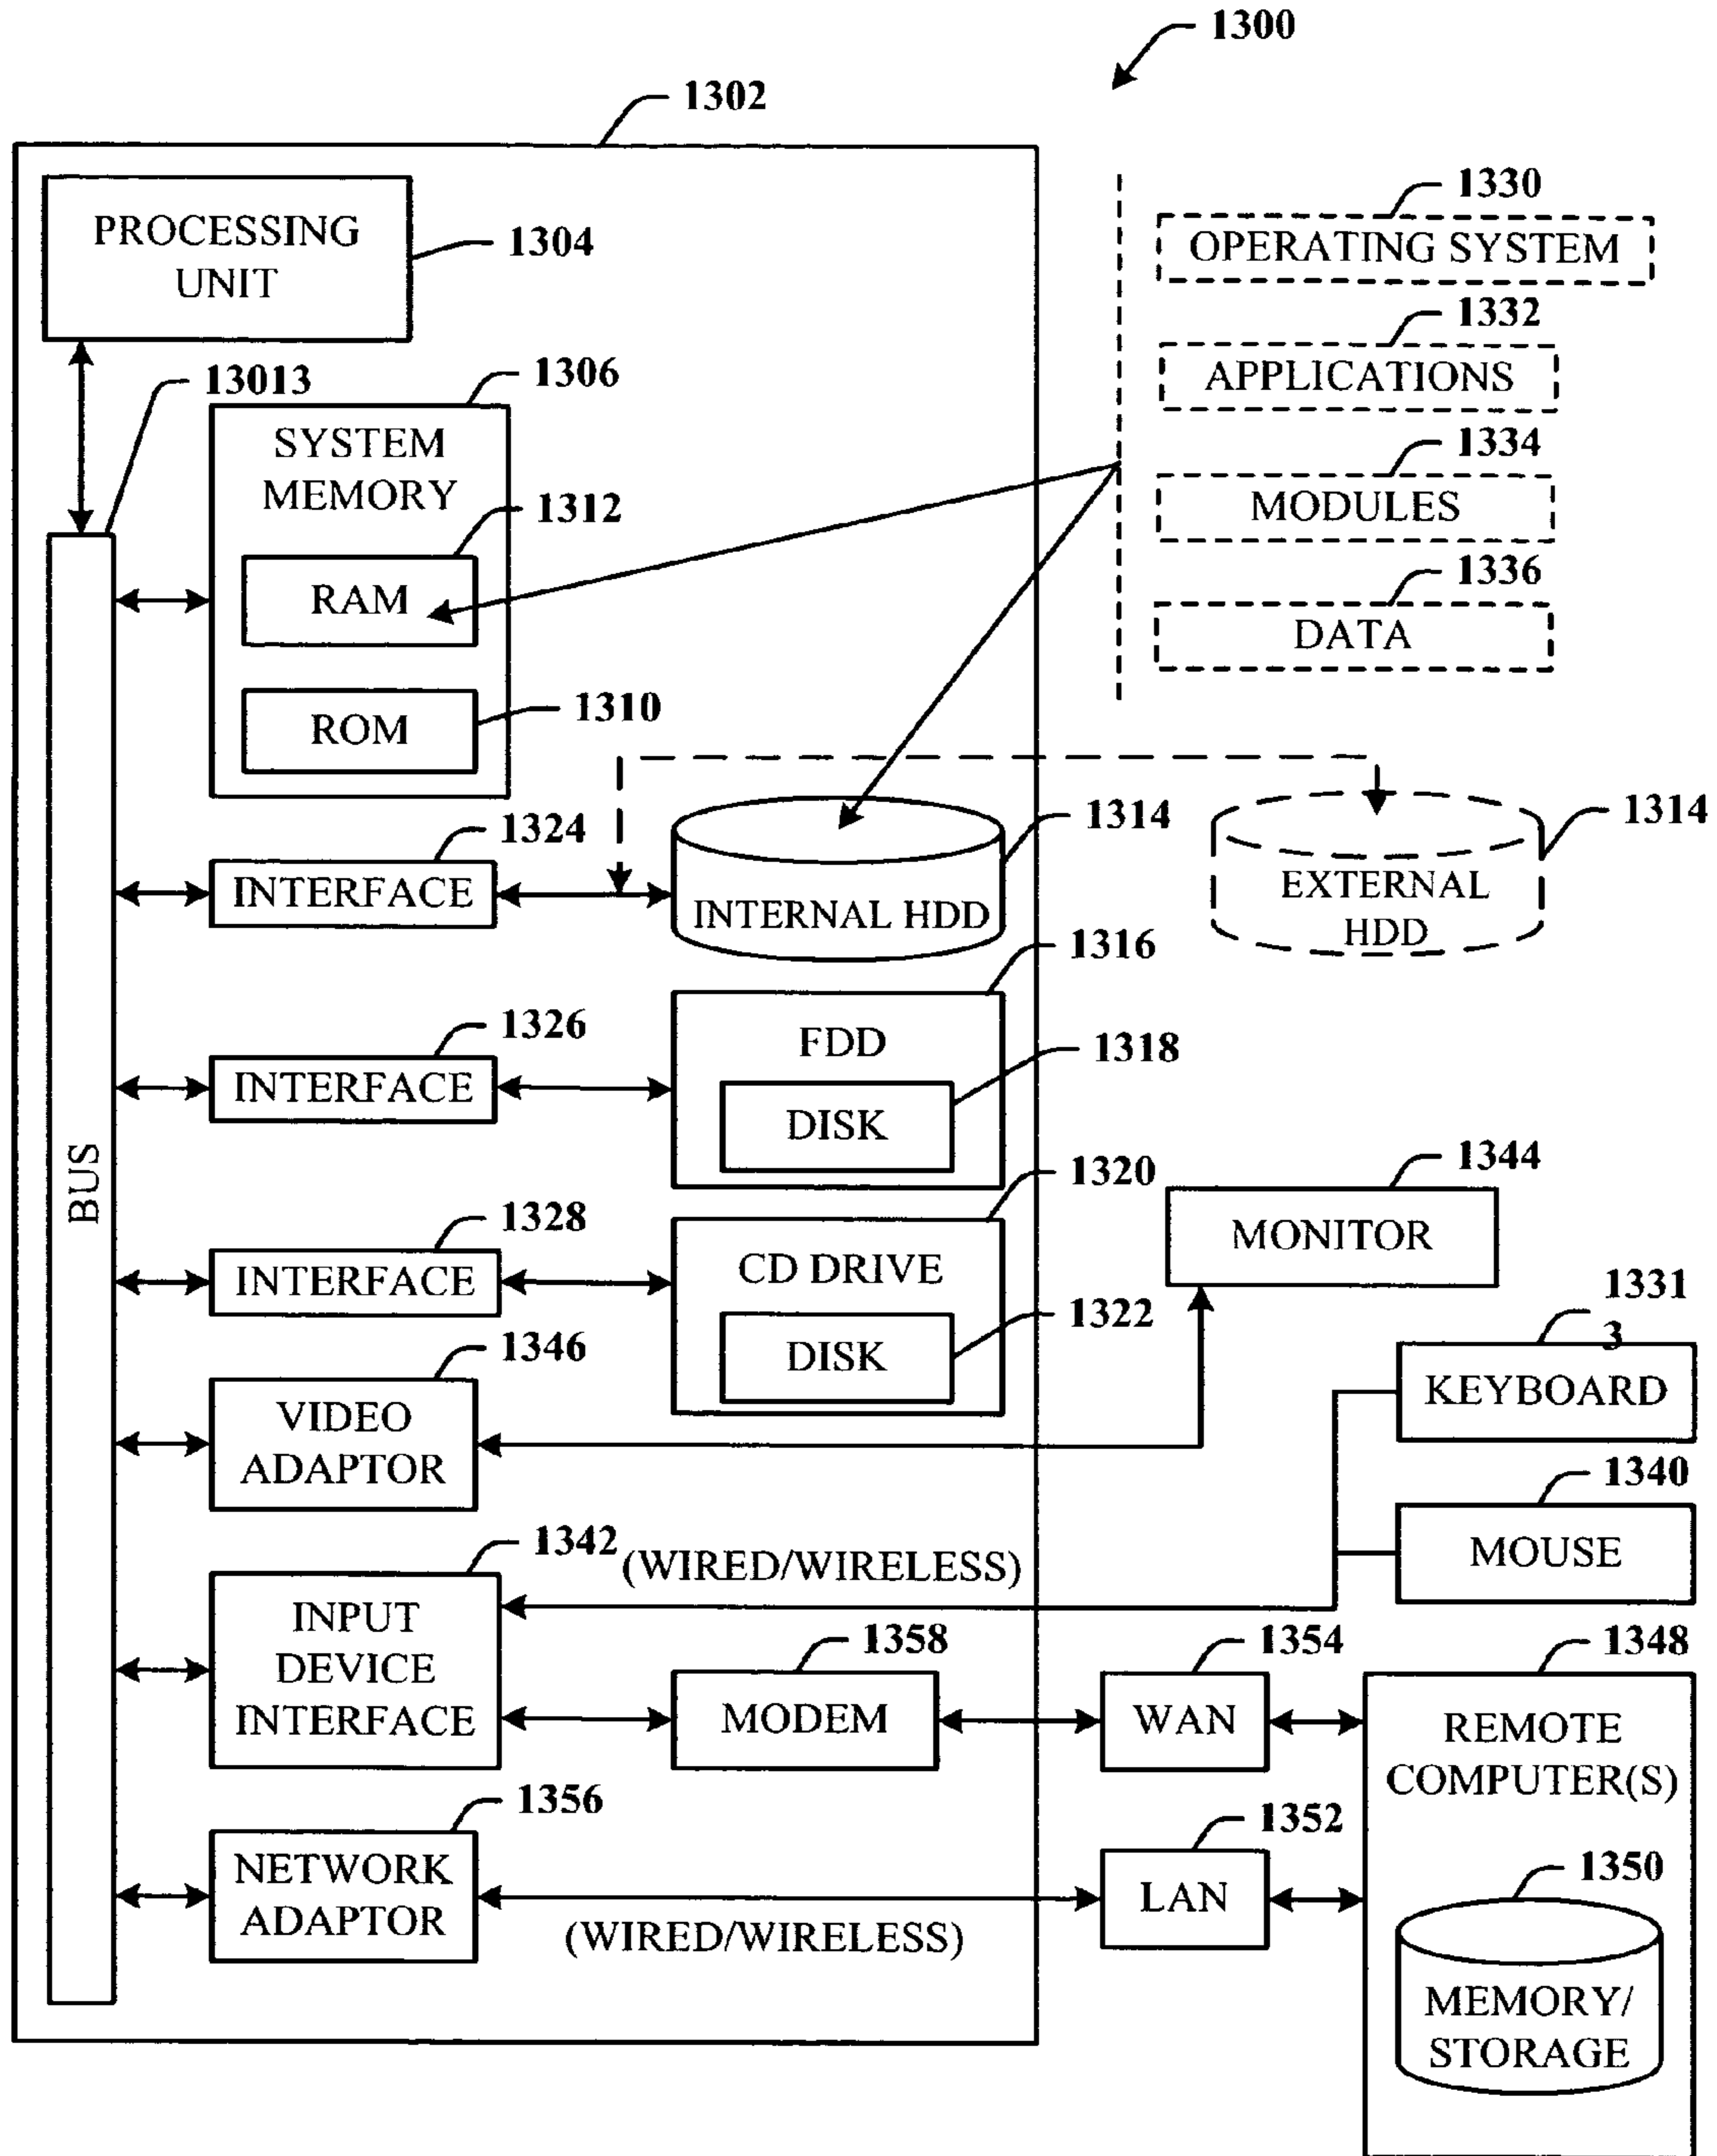 1300
1302
PROCESSING
UNIT
1304
1330
OPERATING SYSTEM
1332
APPLICATIONS
1334
MODULES
1336
DATA
13013
1306
SYSTEM
MEMORY
1312
RAM
1310
ROM
1324
INTERFACE
1314
INTERNAL HDD
1314
EXTERNAL
HDD
1326
INTERFACE
1316
FDD
1318
DISK
BUS
1328
INTERFACE
1320
CD DRIVE
1322
DISK
1344
MONITOR
1346
VIDEO
ADAPTOR
1331
3
KEYBOARD
1340
MOUSE
1342
(WIRED/WIRELESS)
INPUT
DEVICE
INTERFACE
1358
MODEM
1354
WAN
1348
REMOTE
COMPUTER(S)
1356
NETWORK
ADAPTOR
(WIRED/WIRELESS)
1352
LAN
1350
MEMORY/
STORAGE